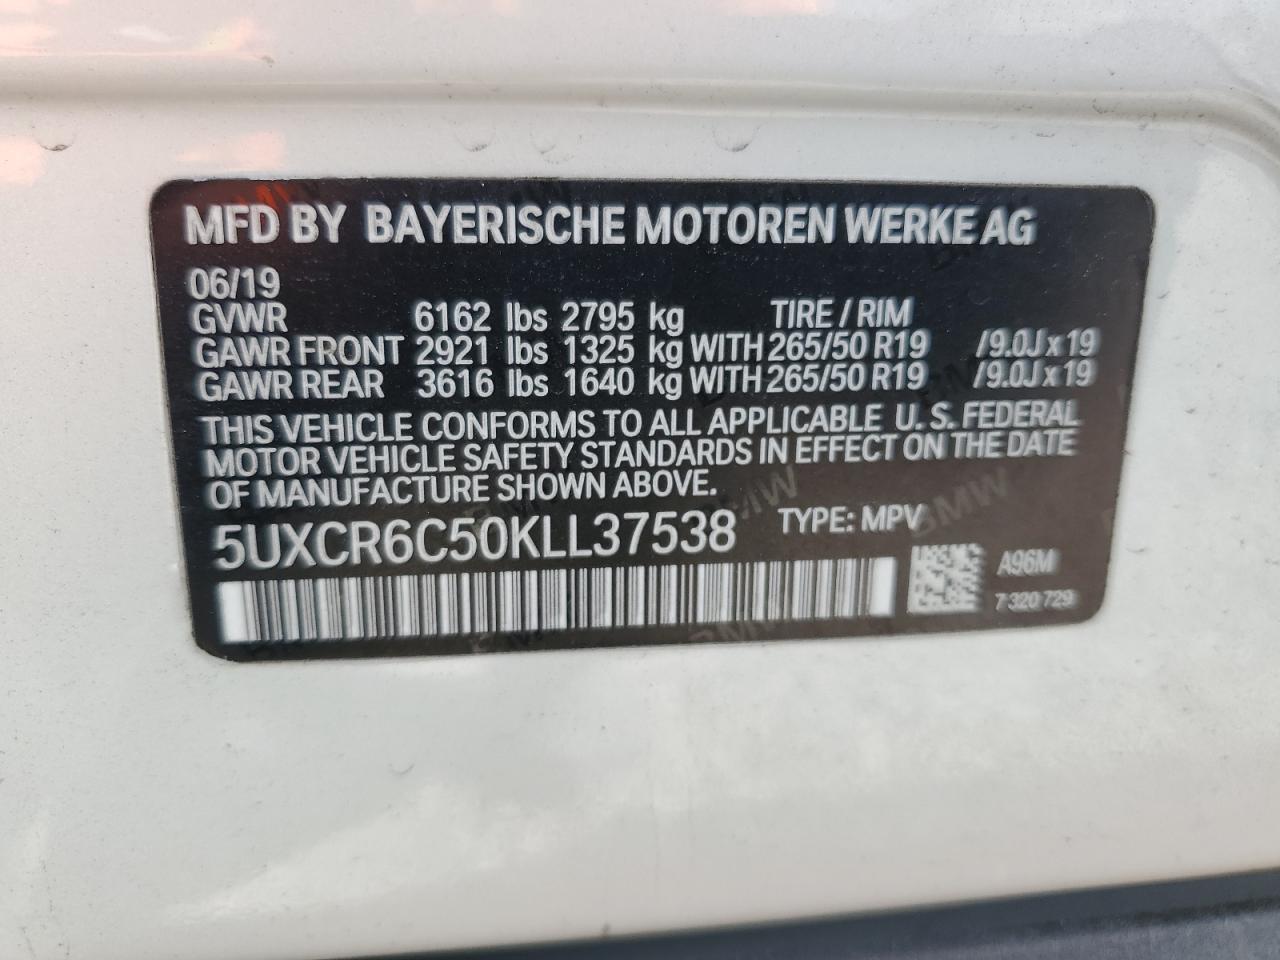 MFD BY BAYERISCHE MOTOREN WERKE AG
06/19
GVWR 6162 lbs 2795 kg TIRE / RIM
GAWR FRONT 2921 lbs 1325 kg WITH 265/50 R19 /9.0J x 19
GAWR REAR 3616 lbs 1640 kg WITH 265/50 R19 /9.0J x 19
THIS VEHICLE CONFORMS TO ALL APPLICABLE U.S. FEDERAL
MOTOR VEHICLE SAFETY STANDARDS IN EFFECT ON THE DATE
OF MANUFACTURE SHOWN ABOVE.
5UXCR6C50KLL37538 TYPE: MPV
A96M
7 320 729